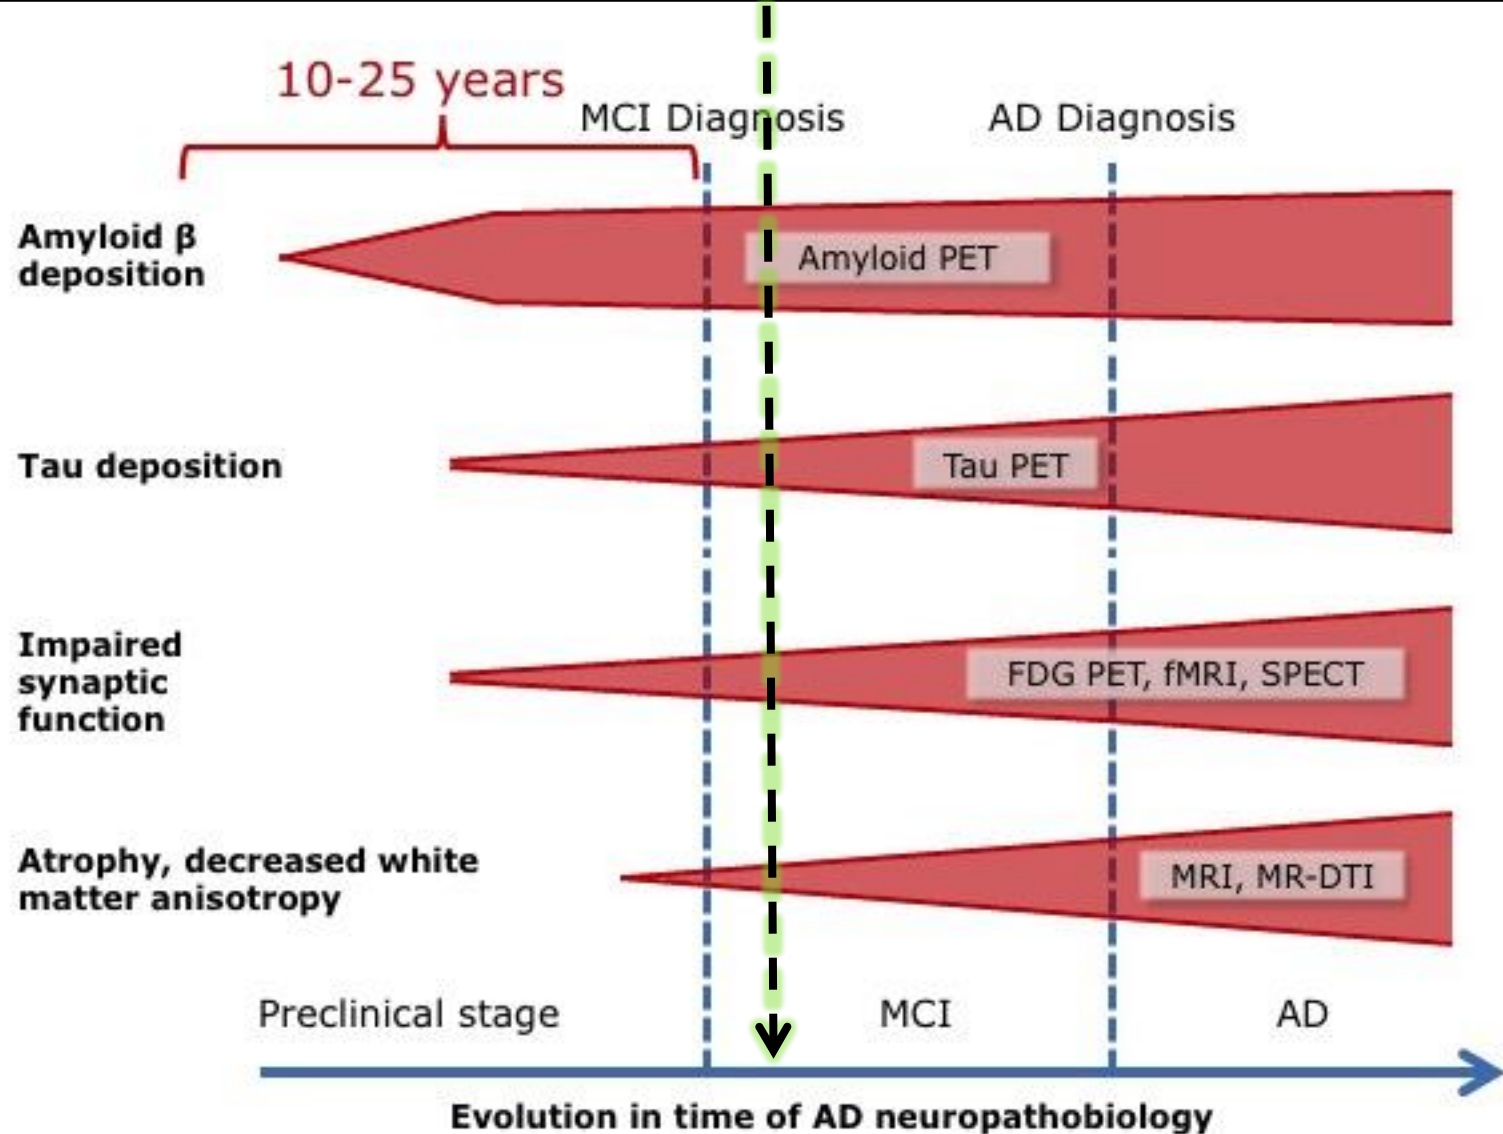 10-25 years
MCI Diagnosis
AD Diagnosis
Amyloid β
deposition
Amyloid PET
Tau deposition
Tau PET
Impaired
synaptic
function
FDG PET, fMRI, SPECT
Atrophy, decreased white
matter anisotropy
MRI, MR-DTI
Preclinical stage
MCI
AD
Evolution in time of AD neuropathobiology